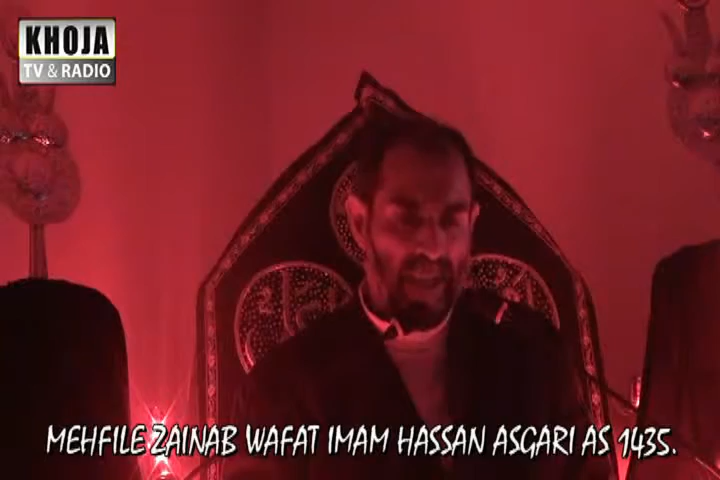 KHOJA
TV & RADIO
MEHFILE ZAINAB WAFAT IMAM HASSAN ASGARI AS 1435.